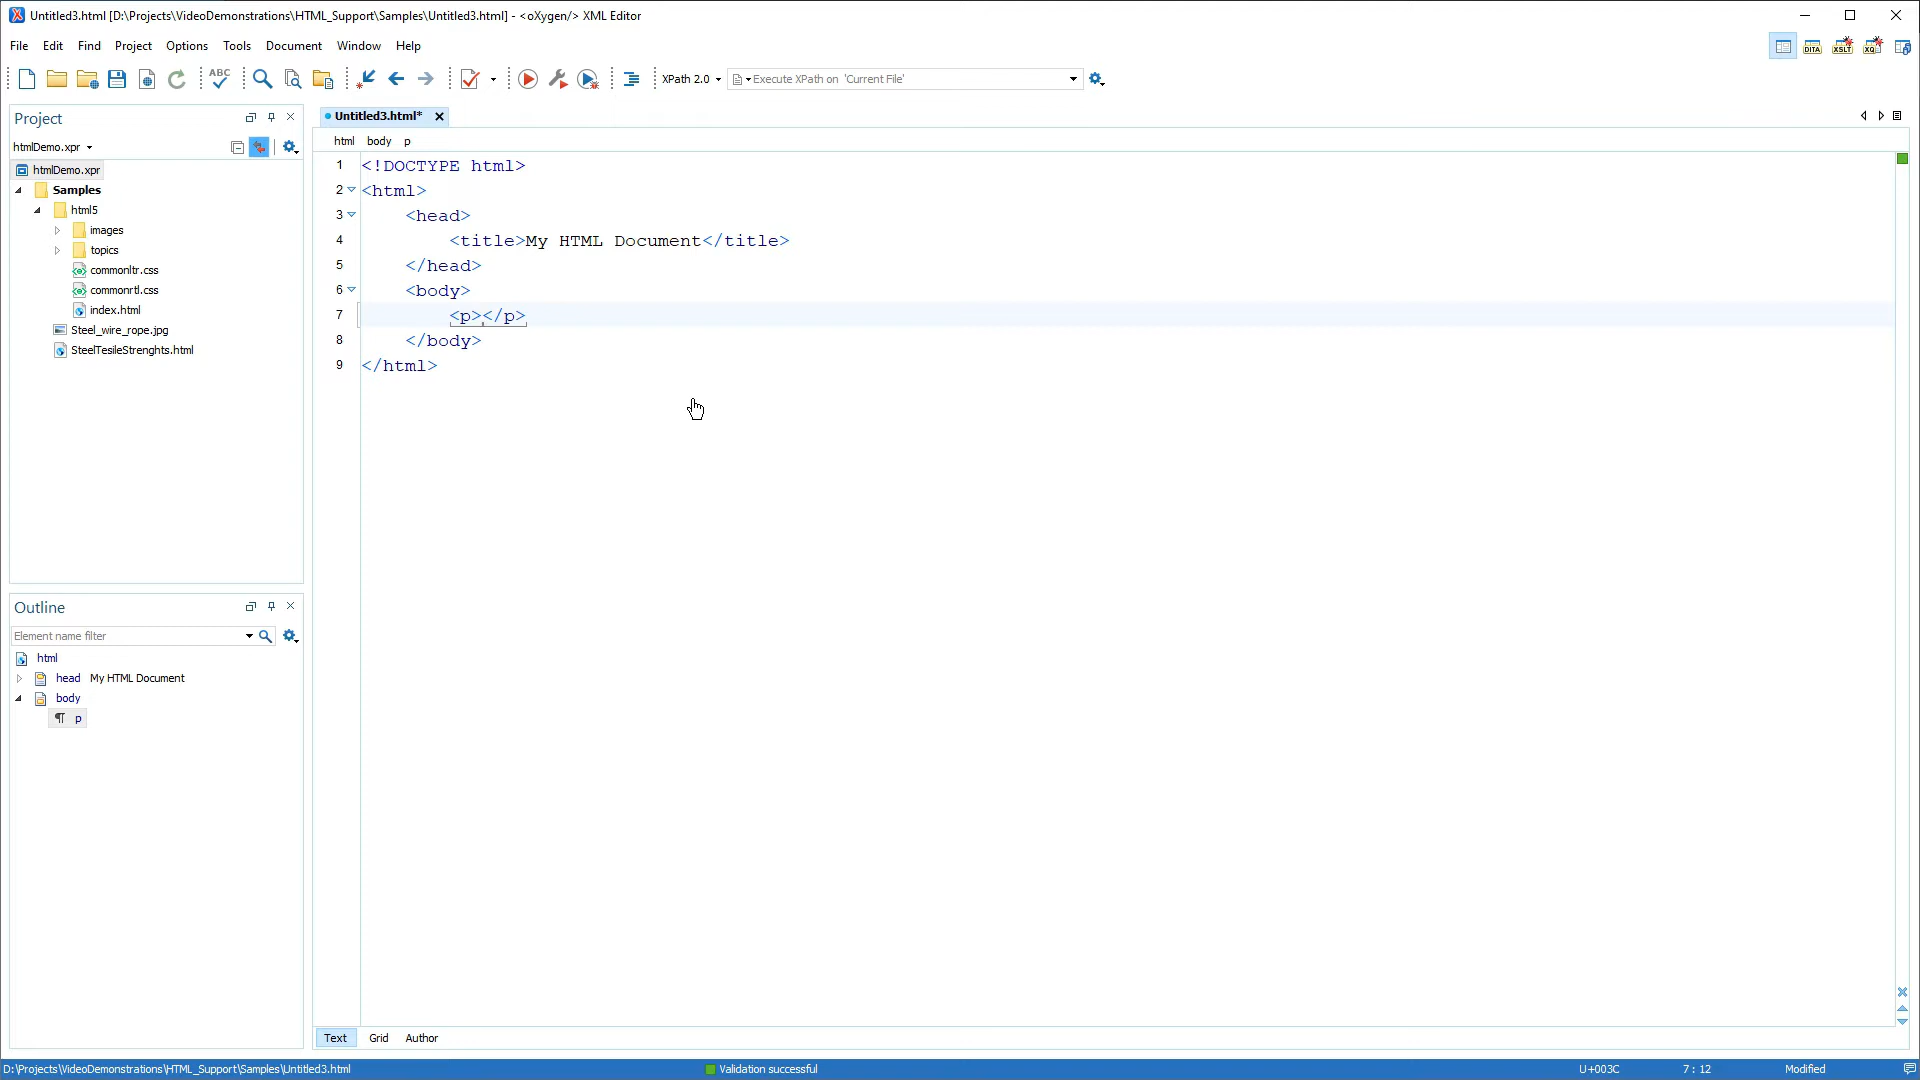 Untitled3.html [D:\Projects\VideoDemonstrations\HTML_Support\Samples\Untitled3.html] - <oXygen/> XML Editor
File Edit Find Project Options Tools Document Window Help
DITA XSLT XQ
ABC XPath 2.0 Execute XPath on 'Current File'
Project
htmlDemo.xpr
htmlDemo.xpr
Samples
html5
images
topics
commonltr.css
commonrtl.css
index.html
Steel_wire_rope.jpg
SteelTesileStrenghts.html
Outline
Element name filter
html
head My HTML Document
body
¶ p
Untitled3.html*
html body p
1 <!DOCTYPE html>
2 <html>
3 <head>
4 <title>My HTML Document</title>
5 </head>
6 <body>
7 <p></p>
8 </body>
9 </html>
Text Grid Author
D:\Projects\VideoDemonstrations\HTML_Support\Samples\Untitled3.html Validation successful U+003C 7 : 12 Modified